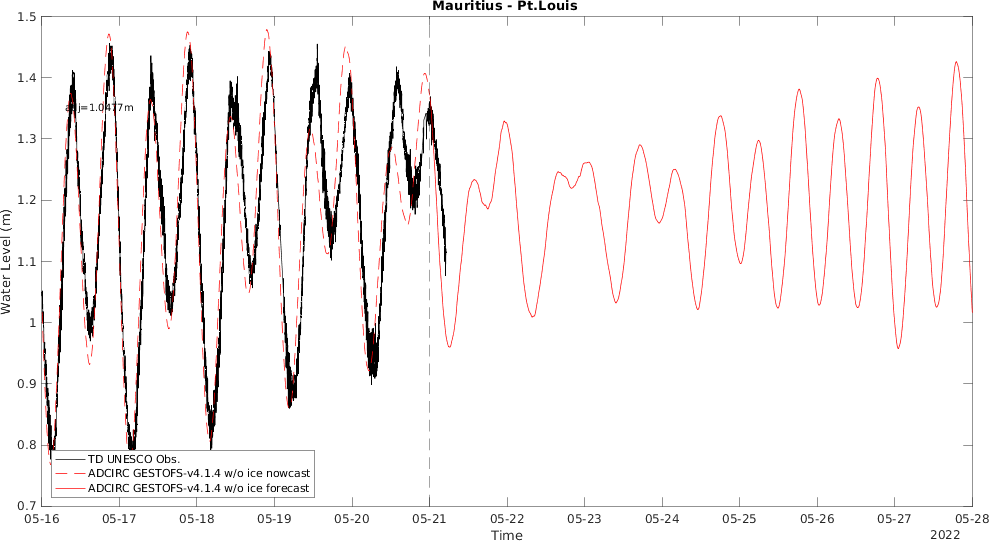 Mauritius - Pt.Louis
1.5
1.4
1.3
1.2
1.1
1
0.9
0.8
0.7
Water Level (m)
adj=1.0477m
TD UNESCO Obs.
ADCIRC GESTOFS-v4.1.4 w/o ice nowcast
ADCIRC GESTOFS-v4.1.4 w/o ice forecast
05-16 05-17 05-18 05-19 05-20 05-21 05-22 05-23 05-24 05-25 05-26 05-27 05-28
Time
2022